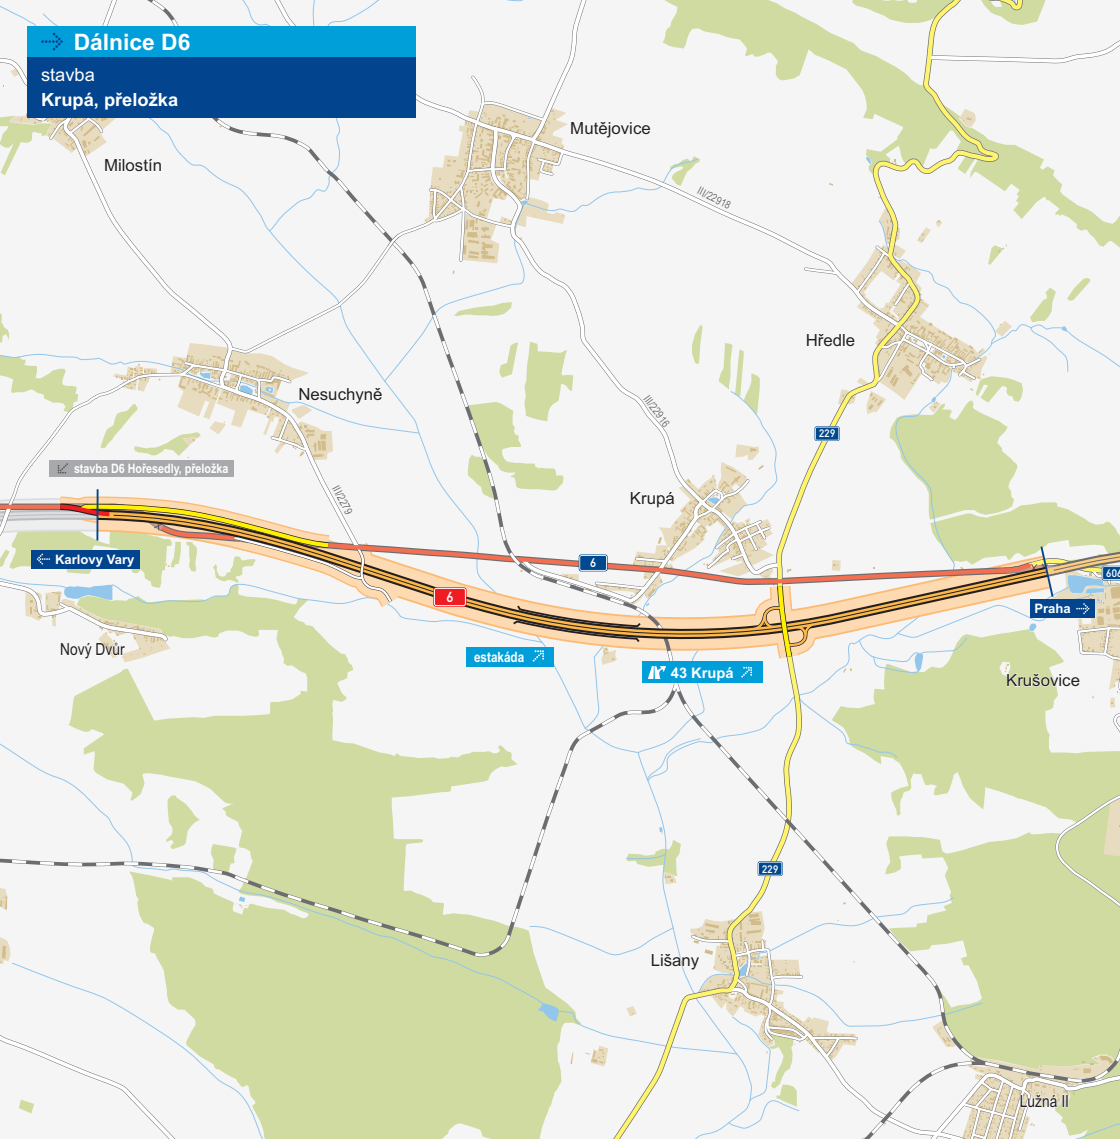 Dálnice D6
stavba
Krupá, přeložka
Milostín
Mutějovice
III/22918
Hředle
Nesuchyně
III/22916
229
stavba D6 Hořesedly, přeložka
III/2279
Krupá
Karlovy Vary
6
6
606
Praha
Nový Dvůr
estakáda
43 Krupá
Krušovice
229
Lišany
Lužná II